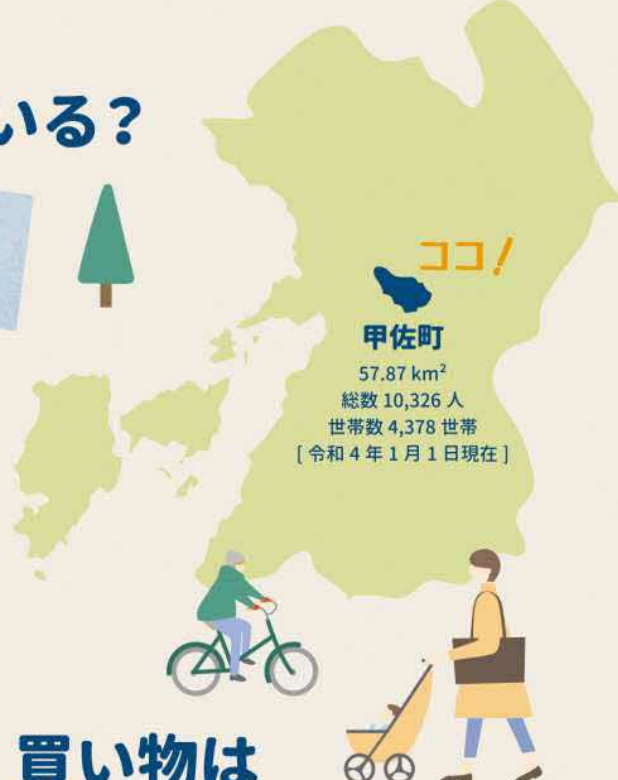 いる？
ココ！
甲佐町
57.87 km²
総数 10,326 人
世帯数 4,378 世帯
[ 令和 4 年 1 月 1 日現在 ]
買い物は